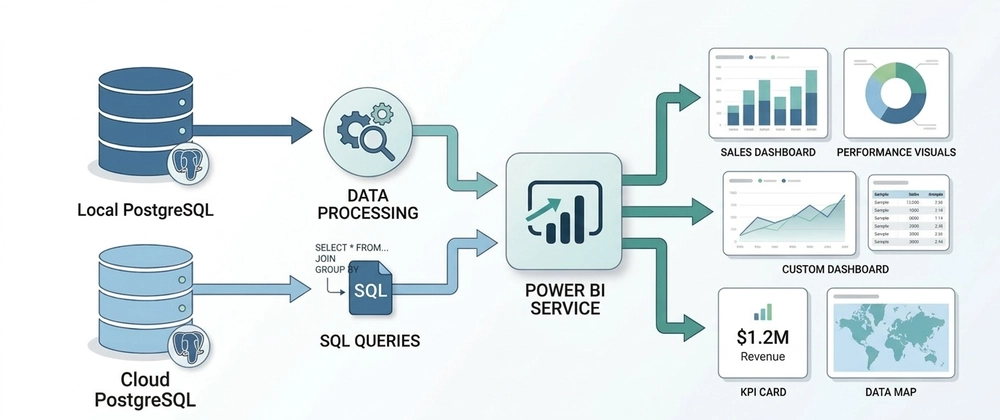 Local PostgreSQL
Cloud
PostgreSQL
DATA
PROCESSING
SELECT * FROM...
JOIN
GROUP BY
SQL
SQL QUERIES
POWER BI
SERVICE
SALES DASHBOARD
PERFORMANCE VISUALS
CUSTOM DASHBOARD
$1.2M
Revenue
KPI CARD
DATA MAP